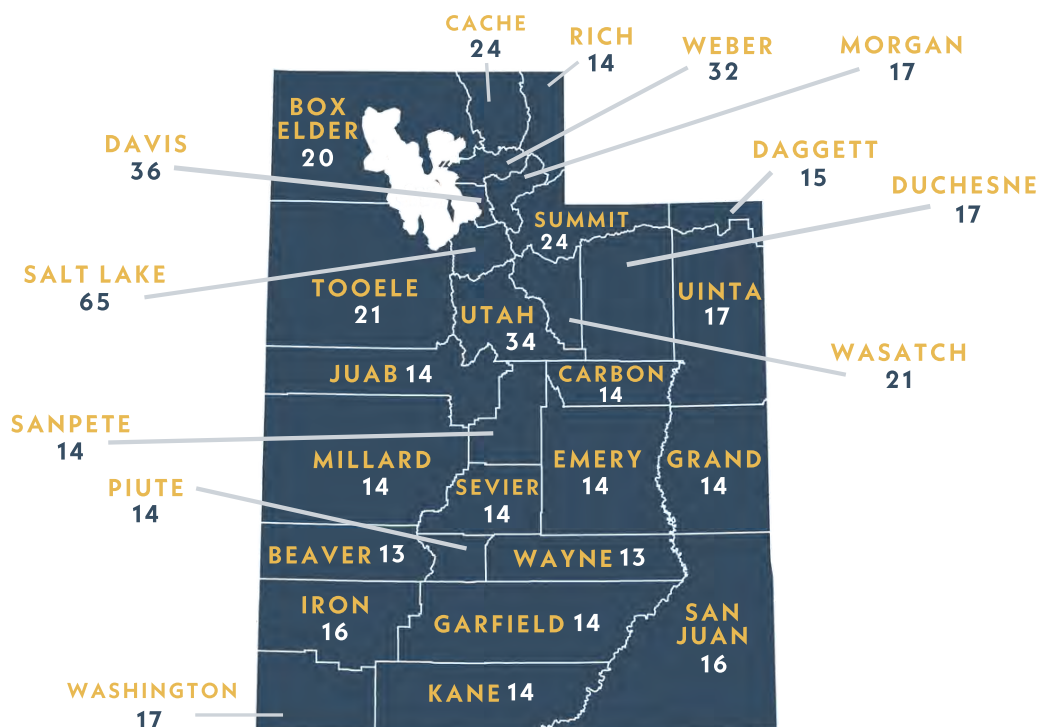 CACHE
24
RICH
14
WEBER
32
MORGAN
17
BOX
ELDER
20
DAVIS
36
DAGGETT
15
DUCHESNE
17
SUMMIT
24
SALT LAKE
65
TOOELE
21
UINTA
17
UTAH
34
WASATCH
21
JUAB 14
CARBON
14
SANPETE
14
MILLARD
14
EMERY
14
GRAND
14
PIUTE
14
SEVIER
14
BEAVER 13
WAYNE 13
IRON
16
GARFIELD 14
SAN
JUAN
16
WASHINGTON
17
KANE 14